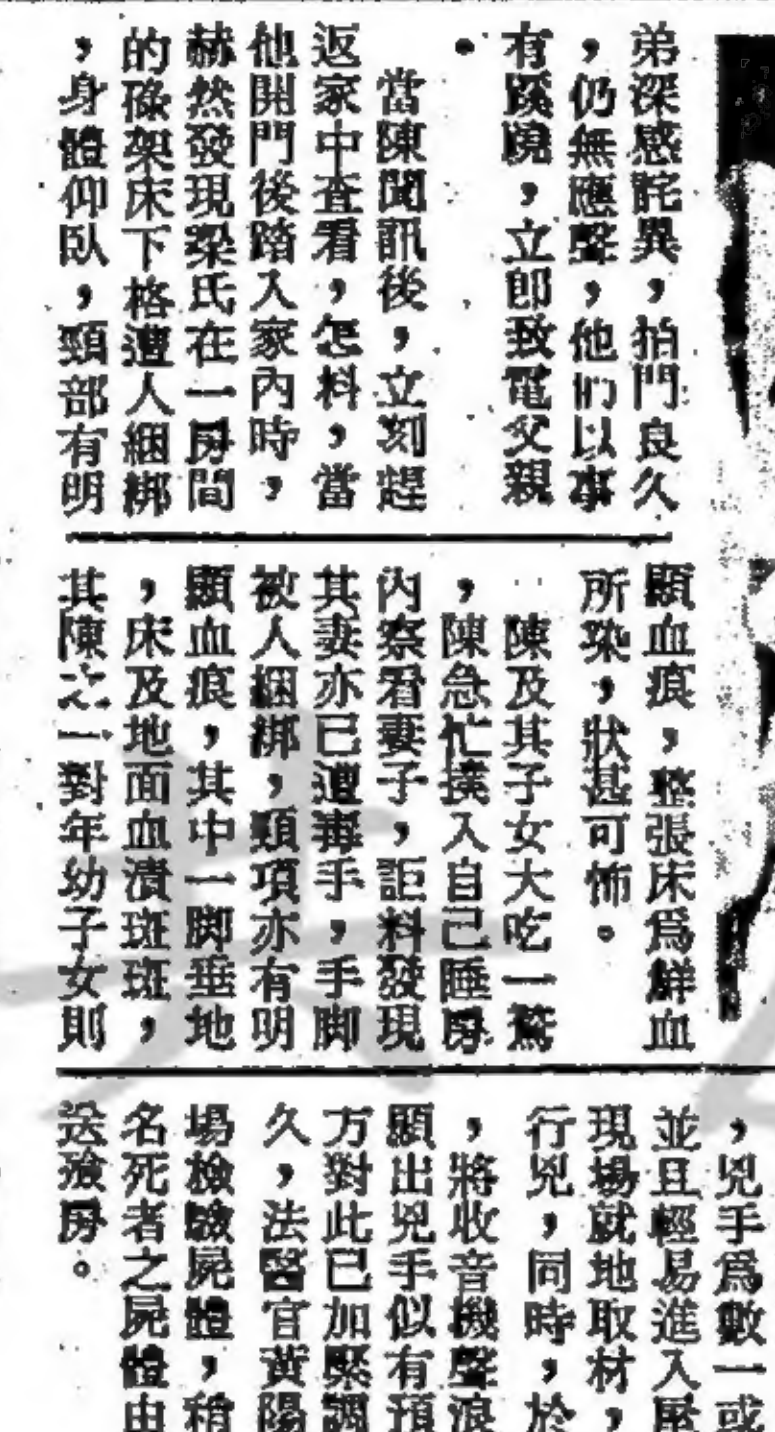 弟深感詫異，拍門良久
，仍無應聲，他们以事
有蹊蹺，立即致電父親
。
當陳聞訊後，立刻趕
返家中查看，怎料，當
他開門後踏入家內時，
赫然發現梁氏在一房間
的碌架床下格遭人綑綁
，身體仰臥，頸部有明
顯血痕，整張床爲鮮血
所染，狀甚可怖。
陳及其子女大吃一驚
，陳急忙撲入自己睡房
內察看妻子，詎料發現
其妻亦已遭毒手，手脚
被人綑綁，頸項亦有明
顯血痕，其中一脚垂地
，床及地面血漬斑斑，
其陳之一對年幼子女則
，兇手爲數一或
並且輕易進入屋
現場就地取材，
行兇，同時，於
，將收音機聲浪
顯出兇手似有預
方對此已加緊調
久，法醫官黃陽
場檢驗屍體，稍
名死者之屍體由
送殮房。